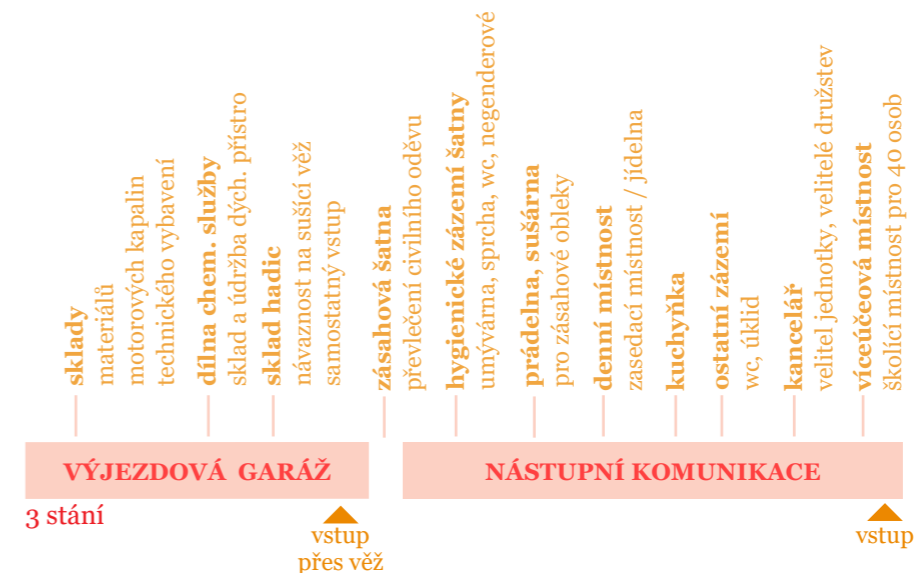 sklady
materiálů
motorových kapalin
technického vybavení
dílna chem. služby
sklad a údržba dých. přístro
sklad hadic
návaznost na sušící věž
samostatný vstup
zásahová šatna
převlečení civilního oděvu
hygienické zázemí šatny
umývárna, sprcha, wc, negenderové
prádelna, sušárna
pro zásahové obleky
denní místnost
zasedací místnost / jídelna
kuchyňka
ostatní zázemí
wc, úklid
kancelář
velitel jednotky, velitelé družstev
víceúčeová místnost
školící místnost pro 40 osob
VÝJEZDOVÁ GARÁŽ
NÁSTUPNÍ KOMUNIKACE
3 stání
vstup
přes věž
vstup